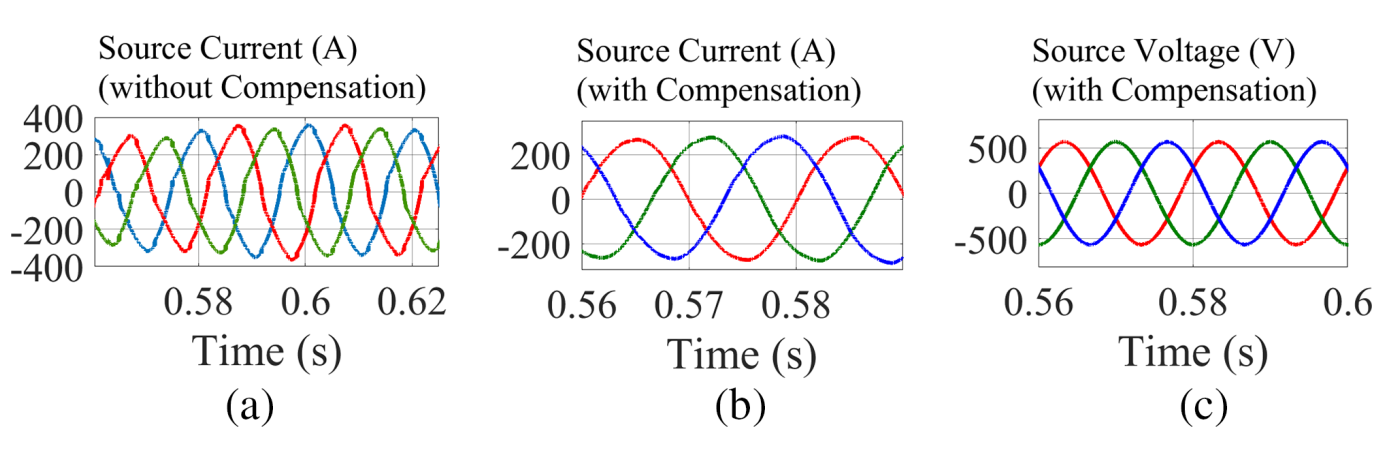 Source Current (A)
(without Compensation)
400
200
0
-200
-400
0.58
0.6
0.62
Time (s)
(a)
Source Current (A)
(with Compensation)
200
0
-200
0.56
0.57
0.58
Time (s)
(b)
Source Voltage (V)
(with Compensation)
500
0
-500
0.56
0.58
0.6
Time (s)
(c)